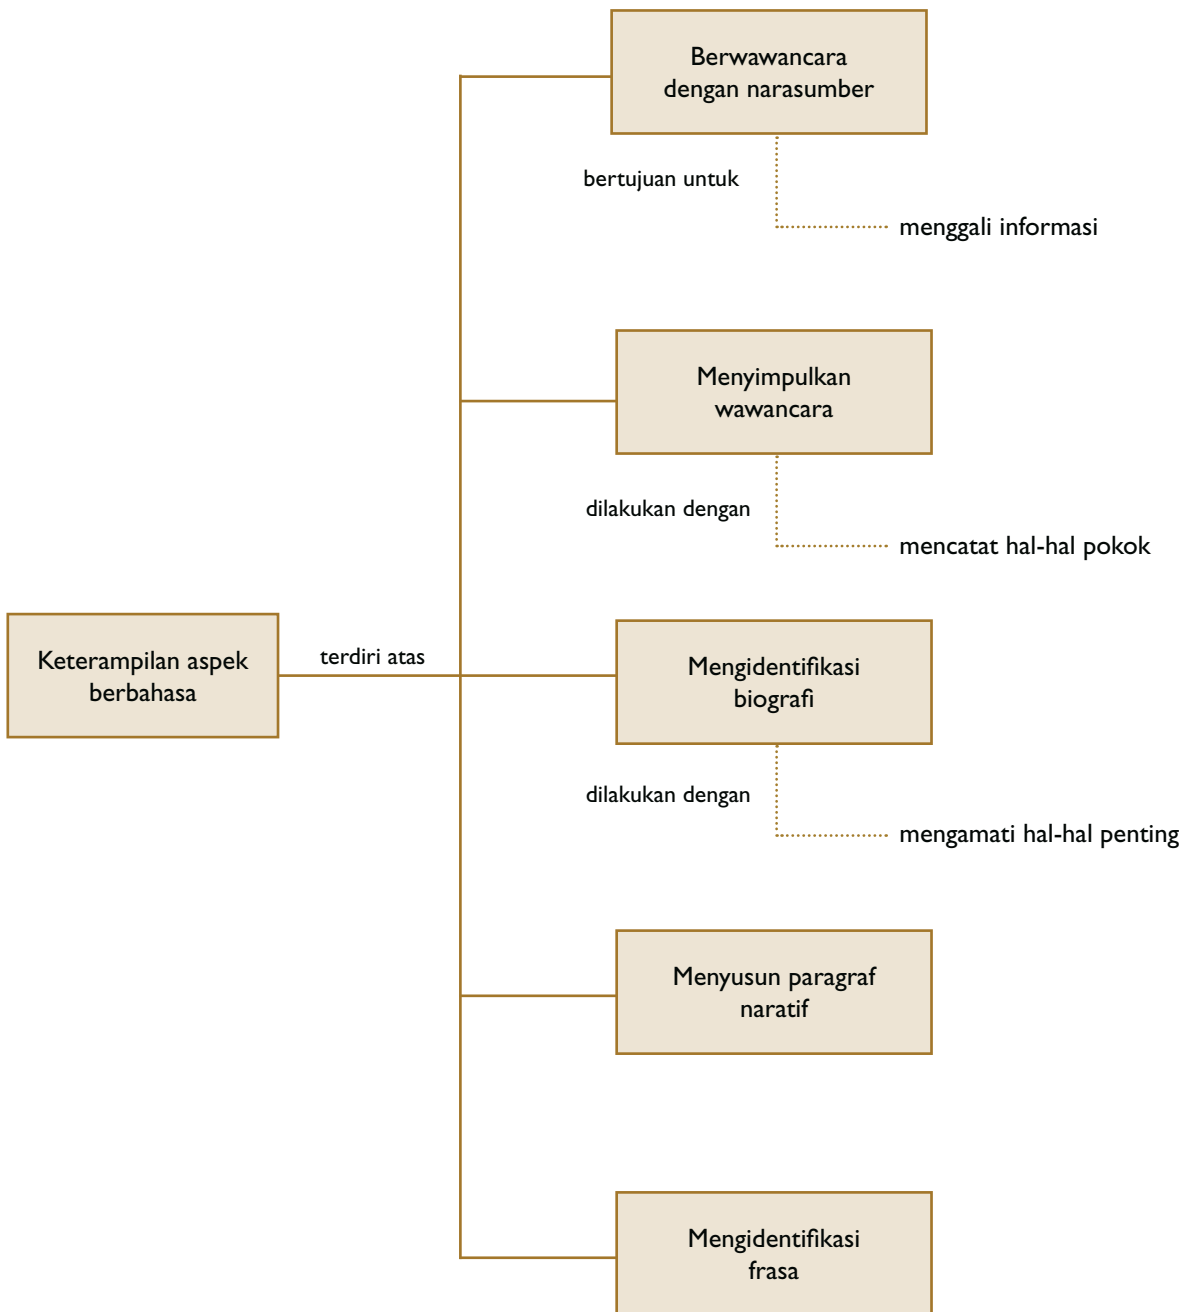 Berwawancara
dengan narasumber
bertujuan untuk
menggali informasi
Menyimpulkan
wawancara
dilakukan dengan
mencatat hal-hal pokok
Keterampilan aspek
berbahasa
terdiri atas
Mengidentifikasi
biografi
dilakukan dengan
mengamati hal-hal penting
Menyusun paragraf
naratif
Mengidentifikasi
frasa